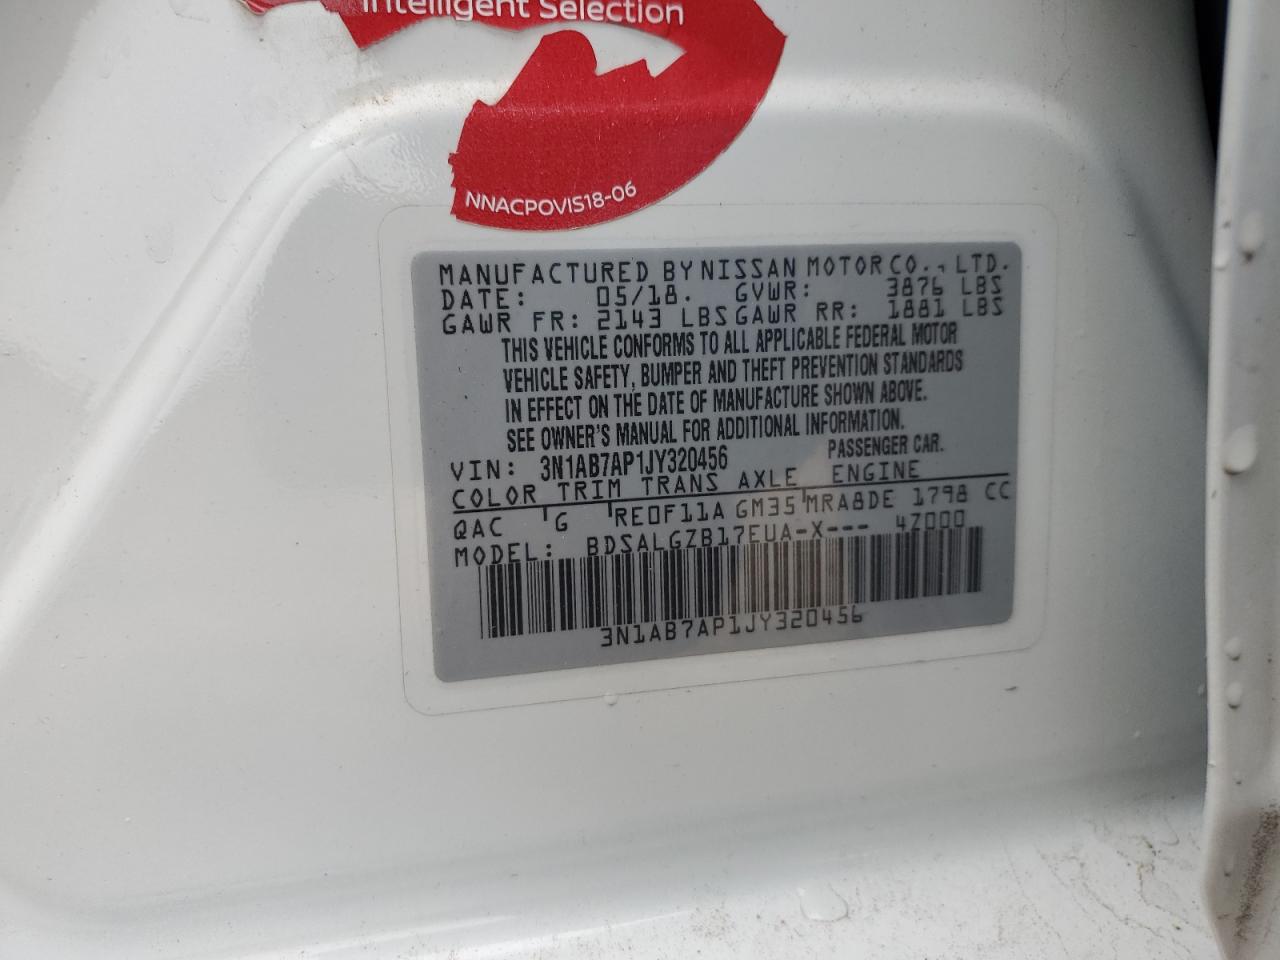 Intelligent Selection
NNACPOVIS18-06
MANUFACTURED BY NISSAN MOTOR CO., LTD.
DATE: 05/18. GVWR: 3876 LBS
GAWR FR: 2143 LBS GAWR RR: 1881 LBS
THIS VEHICLE CONFORMS TO ALL APPLICABLE FEDERAL MOTOR
VEHICLE SAFETY, BUMPER AND THEFT PREVENTION STANDARDS
IN EFFECT ON THE DATE OF MANUFACTURE SHOWN ABOVE.
SEE OWNER'S MANUAL FOR ADDITIONAL INFORMATION.
VIN: 3N1AB7AP1JY320456 PASSENGER CAR.
COLOR TRIM TRANS AXLE ENGINE
QAC G RE0F11A GM35 MRA8DE 1798 CC
MODEL: BDSALGZB17EUA-X--- 4Z000
3N1AB7AP1JY320456